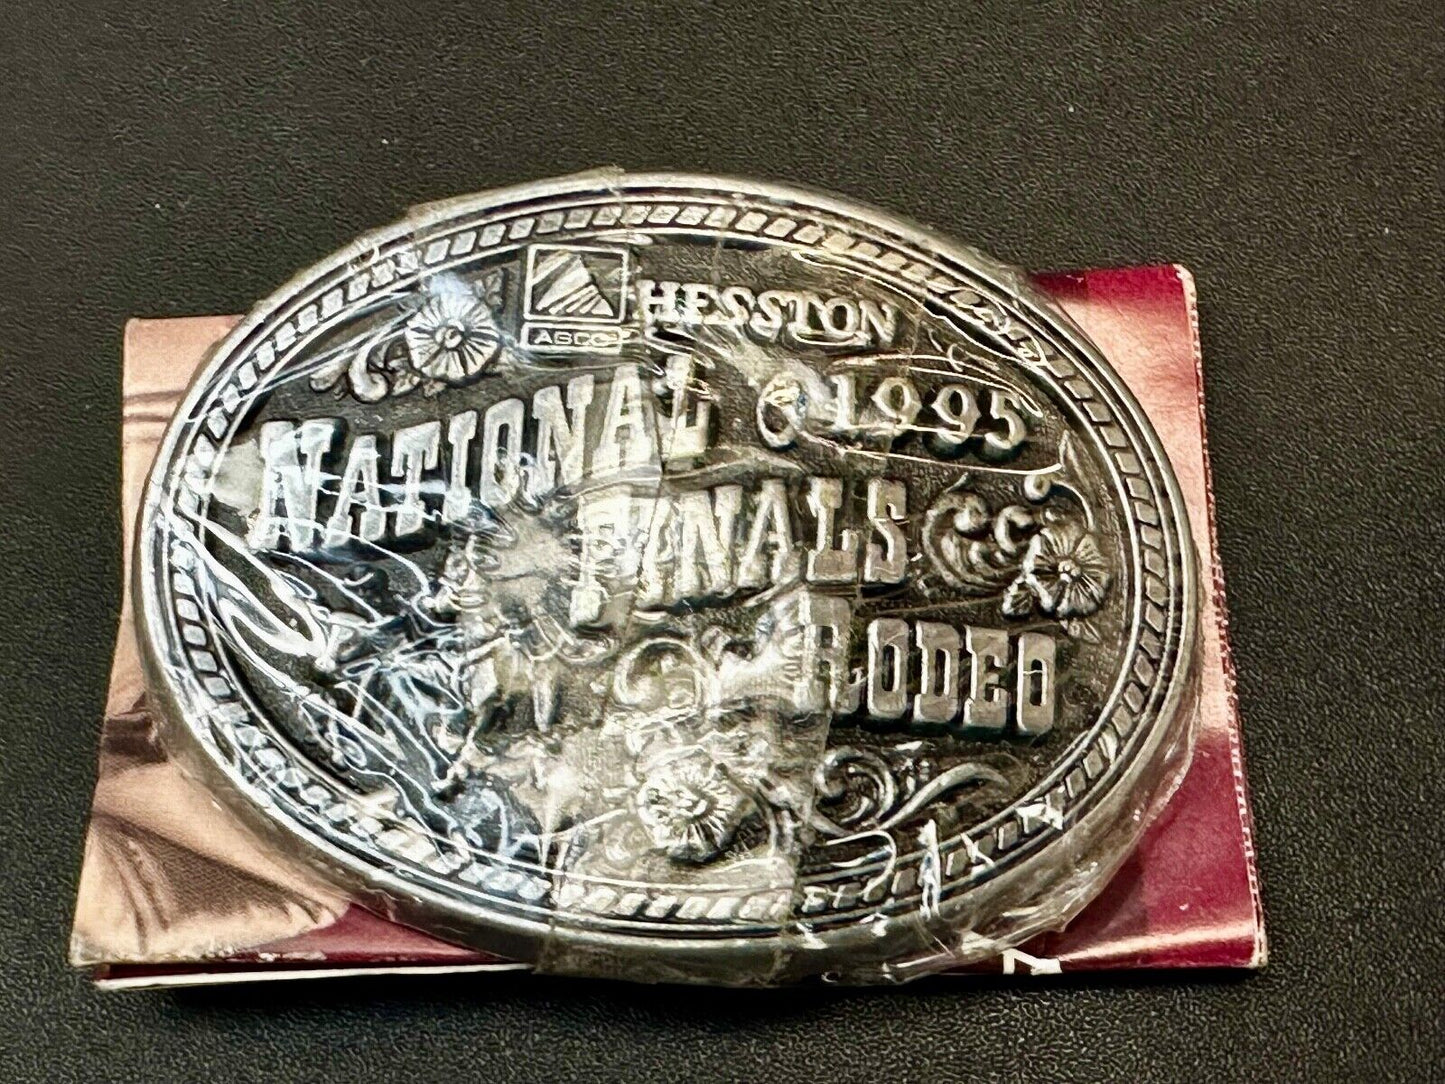 HESSTON
AGCO
NATIONAL 1995
FINALS
RODEO